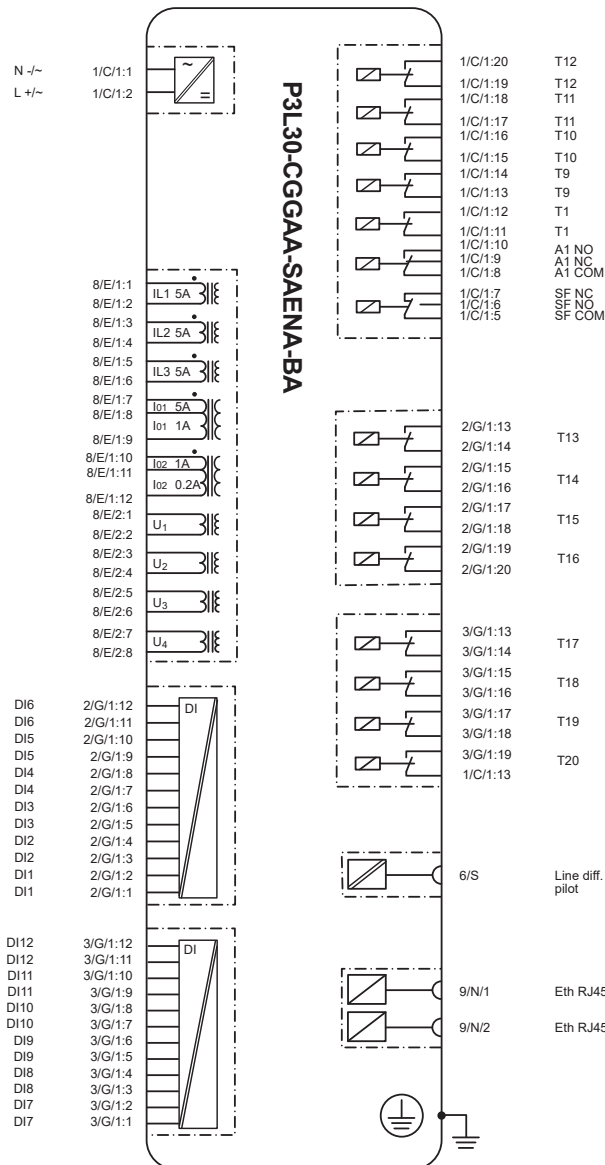 P3L30-CGGAA-SAENA-BA
N -/~ 1/C/1:1
L +/~ 1/C/1:2
~
=
8/E/1:1
IL1 5A
8/E/1:2
8/E/1:3
IL2 5A
8/E/1:4
8/E/1:5
IL3 5A
8/E/1:6
8/E/1:7
I01 5A
8/E/1:8
I01 1A
8/E/1:9
8/E/1:10
I02 1A
8/E/1:11
I02 0.2A
8/E/1:12
8/E/2:1
U1
8/E/2:2
8/E/2:3
U2
8/E/2:4
8/E/2:5
U3
8/E/2:6
8/E/2:7
U4
8/E/2:8
DI
DI6 2/G/1:12
DI6 2/G/1:11
DI5 2/G/1:10
DI5 2/G/1:9
DI4 2/G/1:8
DI4 2/G/1:7
DI3 2/G/1:6
DI3 2/G/1:5
DI2 2/G/1:4
DI2 2/G/1:3
DI1 2/G/1:2
DI1 2/G/1:1
DI
DI12 3/G/1:12
DI12 3/G/1:11
DI11 3/G/1:10
DI11 3/G/1:9
DI10 3/G/1:8
DI10 3/G/1:7
DI9 3/G/1:6
DI9 3/G/1:5
DI8 3/G/1:4
DI8 3/G/1:3
DI7 3/G/1:2
DI7 3/G/1:1
1/C/1:20 T12
1/C/1:19 T12
1/C/1:18 T11
1/C/1:17 T11
1/C/1:16 T10
1/C/1:15 T10
1/C/1:14 T9
1/C/1:13 T9
1/C/1:12 T1
1/C/1:11 T1
1/C/1:10 A1 NO
1/C/1:9 A1 NC
1/C/1:8 A1 COM
1/C/1:7 SF NC
1/C/1:6 SF NO
1/C/1:5 SF COM
2/G/1:13
T13
2/G/1:14
2/G/1:15
T14
2/G/1:16
2/G/1:17
T15
2/G/1:18
2/G/1:19
T16
2/G/1:20
3/G/1:13
T17
3/G/1:14
3/G/1:15
T18
3/G/1:16
3/G/1:17
T19
3/G/1:18
3/G/1:19
T20
1/C/1:13
6/S Line diff.
pilot
9/N/1 Eth RJ45
9/N/2 Eth RJ45